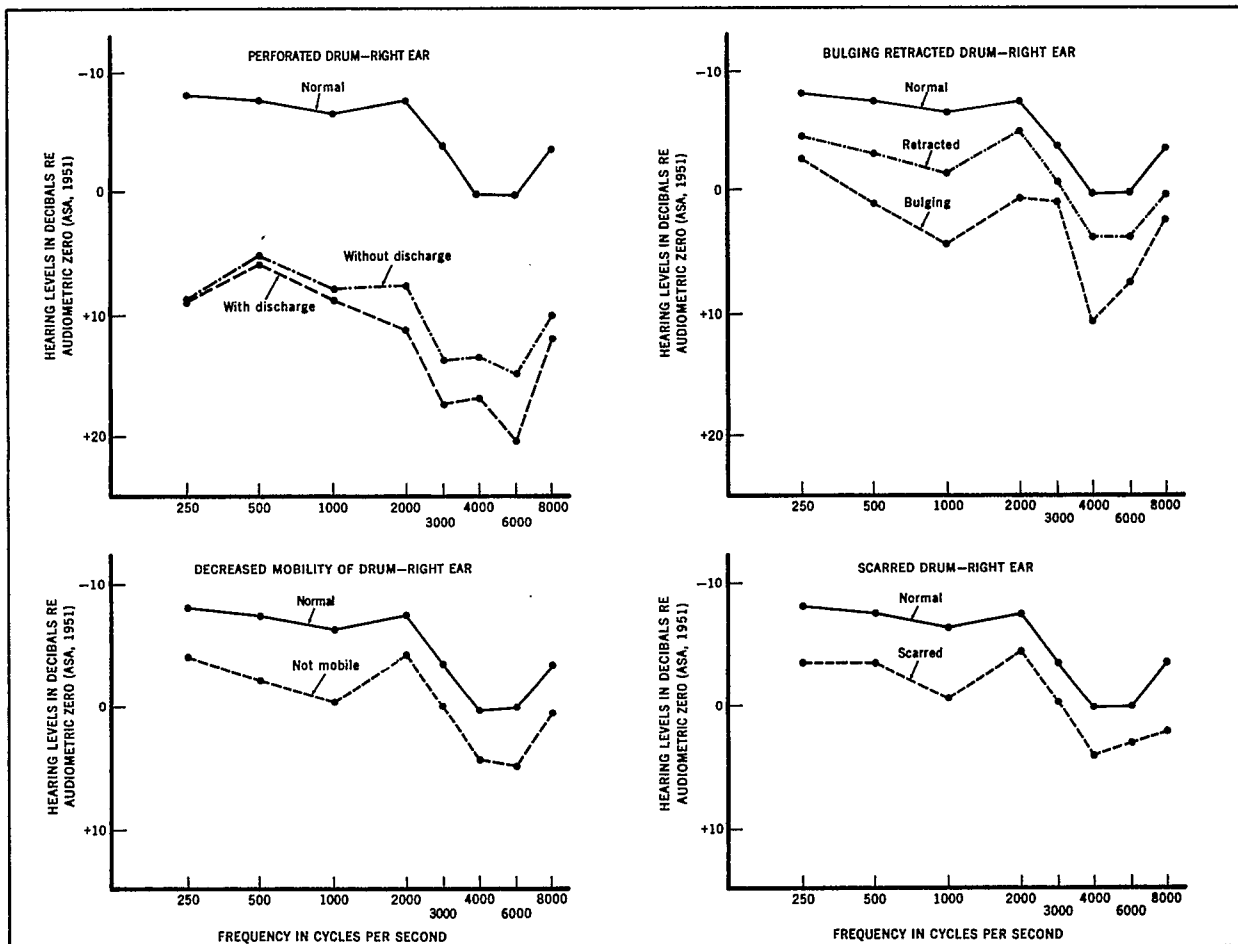 PERFORATED DRUM—RIGHT EAR
HEARING LEVELS IN DECIBALS RE
AUDIOMETRIC ZERO (ASA, 1951)
−10
0
+10
+20
Normal
Without discharge
With discharge
250
500
1000
2000
3000
4000
6000
8000
BULGING RETRACTED DRUM—RIGHT EAR
HEARING LEVELS IN DECIBALS RE
AUDIOMETRIC ZERO (ASA, 1951)
−10
0
+10
+20
Normal
Retracted
Bulging
250
500
1000
2000
3000
4000
6000
8000
DECREASED MOBILITY OF DRUM—RIGHT EAR
HEARING LEVELS IN DECIBALS RE
AUDIOMETRIC ZERO (ASA, 1951)
−10
0
+10
Normal
Not mobile
250
500
1000
2000
3000
4000
6000
8000
FREQUENCY IN CYCLES PER SECOND
SCARRED DRUM—RIGHT EAR
HEARING LEVELS IN DECIBALS RE
AUDIOMETRIC ZERO (ASA, 1951)
−10
0
+10
Normal
Scarred
250
500
1000
2000
3000
4000
6000
8000
FREQUENCY IN CYCLES PER SECOND